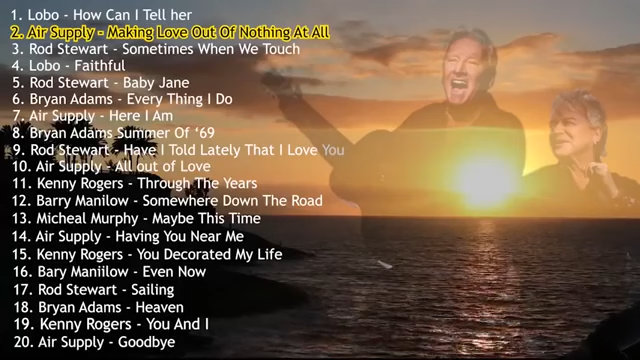 1. Lobo - How Can I Tell her
2. Air Supply - Making Love Out Of Nothing At All
3. Rod Stewart - Sometimes When We Touch
4. Lobo - Faithful
5. Rod Stewart - Baby Jane
6. Bryan Adams - Every Thing I Do
7. Air Supply - Here I Am
8. Bryan Adams Summer Of ‘69
9. Rod Stewart - Have I Told Lately That I Love You
10. Air Supply - All out of Love
11. Kenny Rogers - Through The Years
12. Barry Manilow - Somewhere Down The Road
13. Micheal Murphy - Maybe This Time
14. Air Supply - Having You Near Me
15. Kenny Rogers - You Decorated My Life
16. Bary Maniilow - Even Now
17. Rod Stewart - Sailing
18. Bryan Adams - Heaven
19. Kenny Rogers - You And I
20. Air Supply - Goodbye